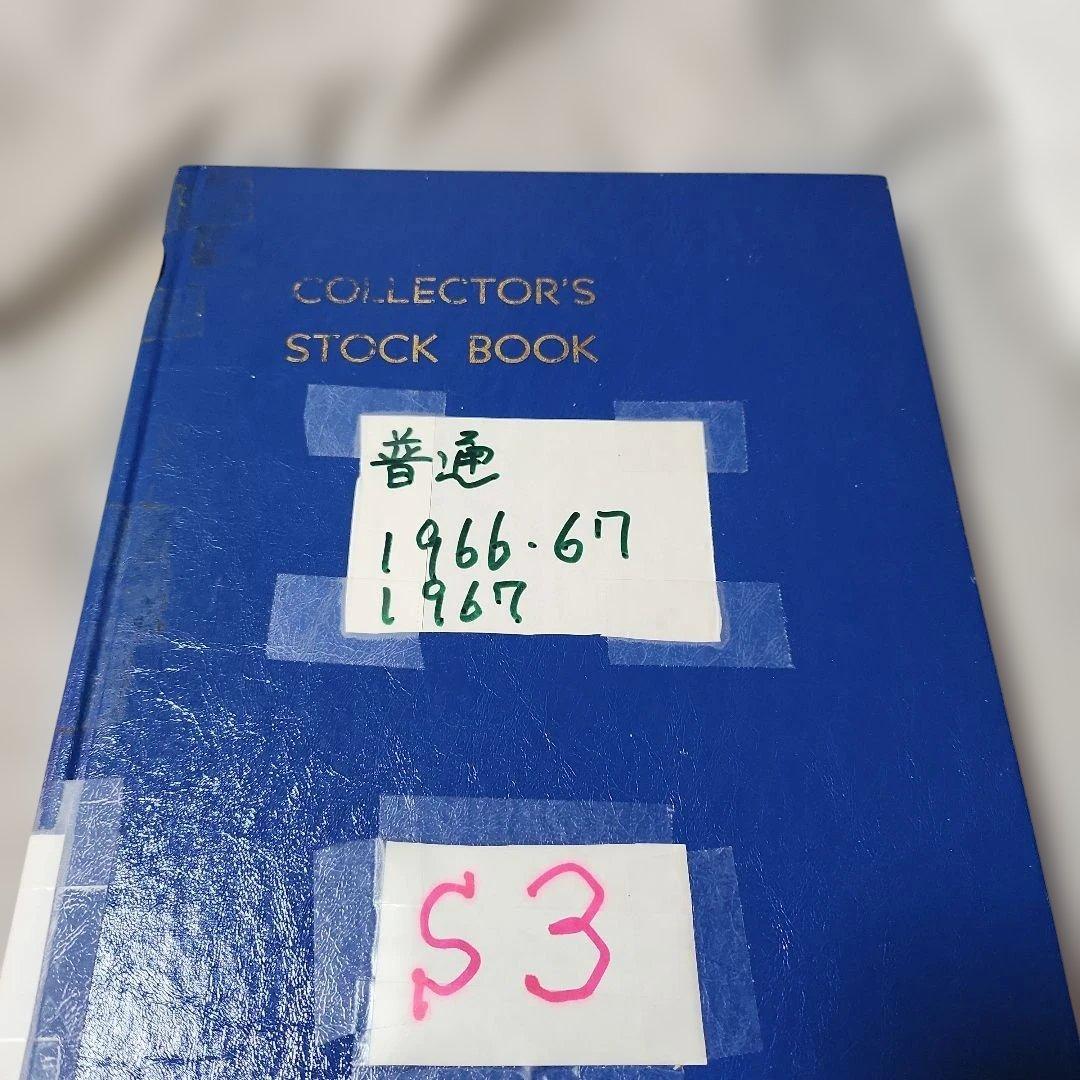 COLLECTOR'S
STOCK BOOK
普通
1966.67
1967
S3